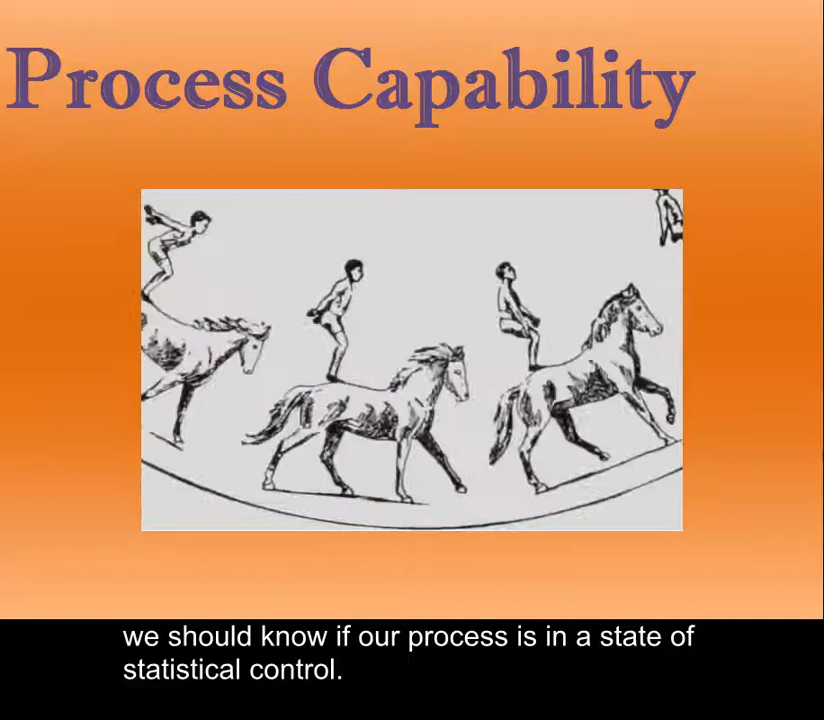 Process Capability
we should know if our process is in a state of
statistical control.